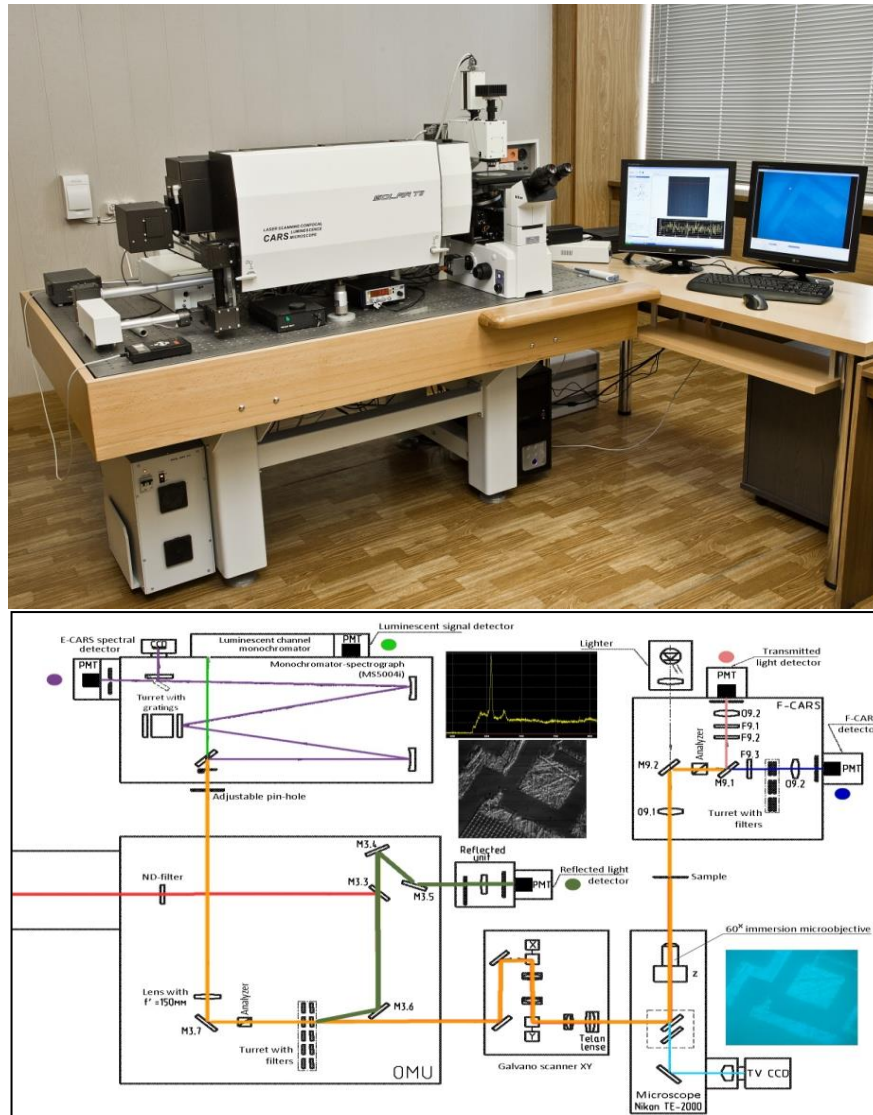 SOLAR TII
LASER SCANNING CONFOCAL
CARS LUMINESCENCE
MICROSCOPE
E-CARS spectral
detector
CCD
Luminescent channel
monochromator
PMT
Luminescent signal detector
PMT
Monochromator-spectrograph
(MS5004i)
Turret with
gratings
Adjustable pin-hole
Lighter
Transmitted
light detector
PMT
F-CARS
O9.2
F9.1
F9.2
Analyzer
F9.3
F-CARS
detector
PMT
M9.2
M9.1
O9.2
O9.1
Turret with
filters
Sample
60x immersion microobjective
Z
ND-filter
M3.4
M3.3
M3.5
Reflected
unit
PMT
Reflected light
detector
Lens with
f' =150мм
Analyzer
M3.7
M3.6
Turret with
filters
OMU
X
Y
Telan
lense
Galvano scanner XY
TV CCD
Microscope
Nikon TE-2000